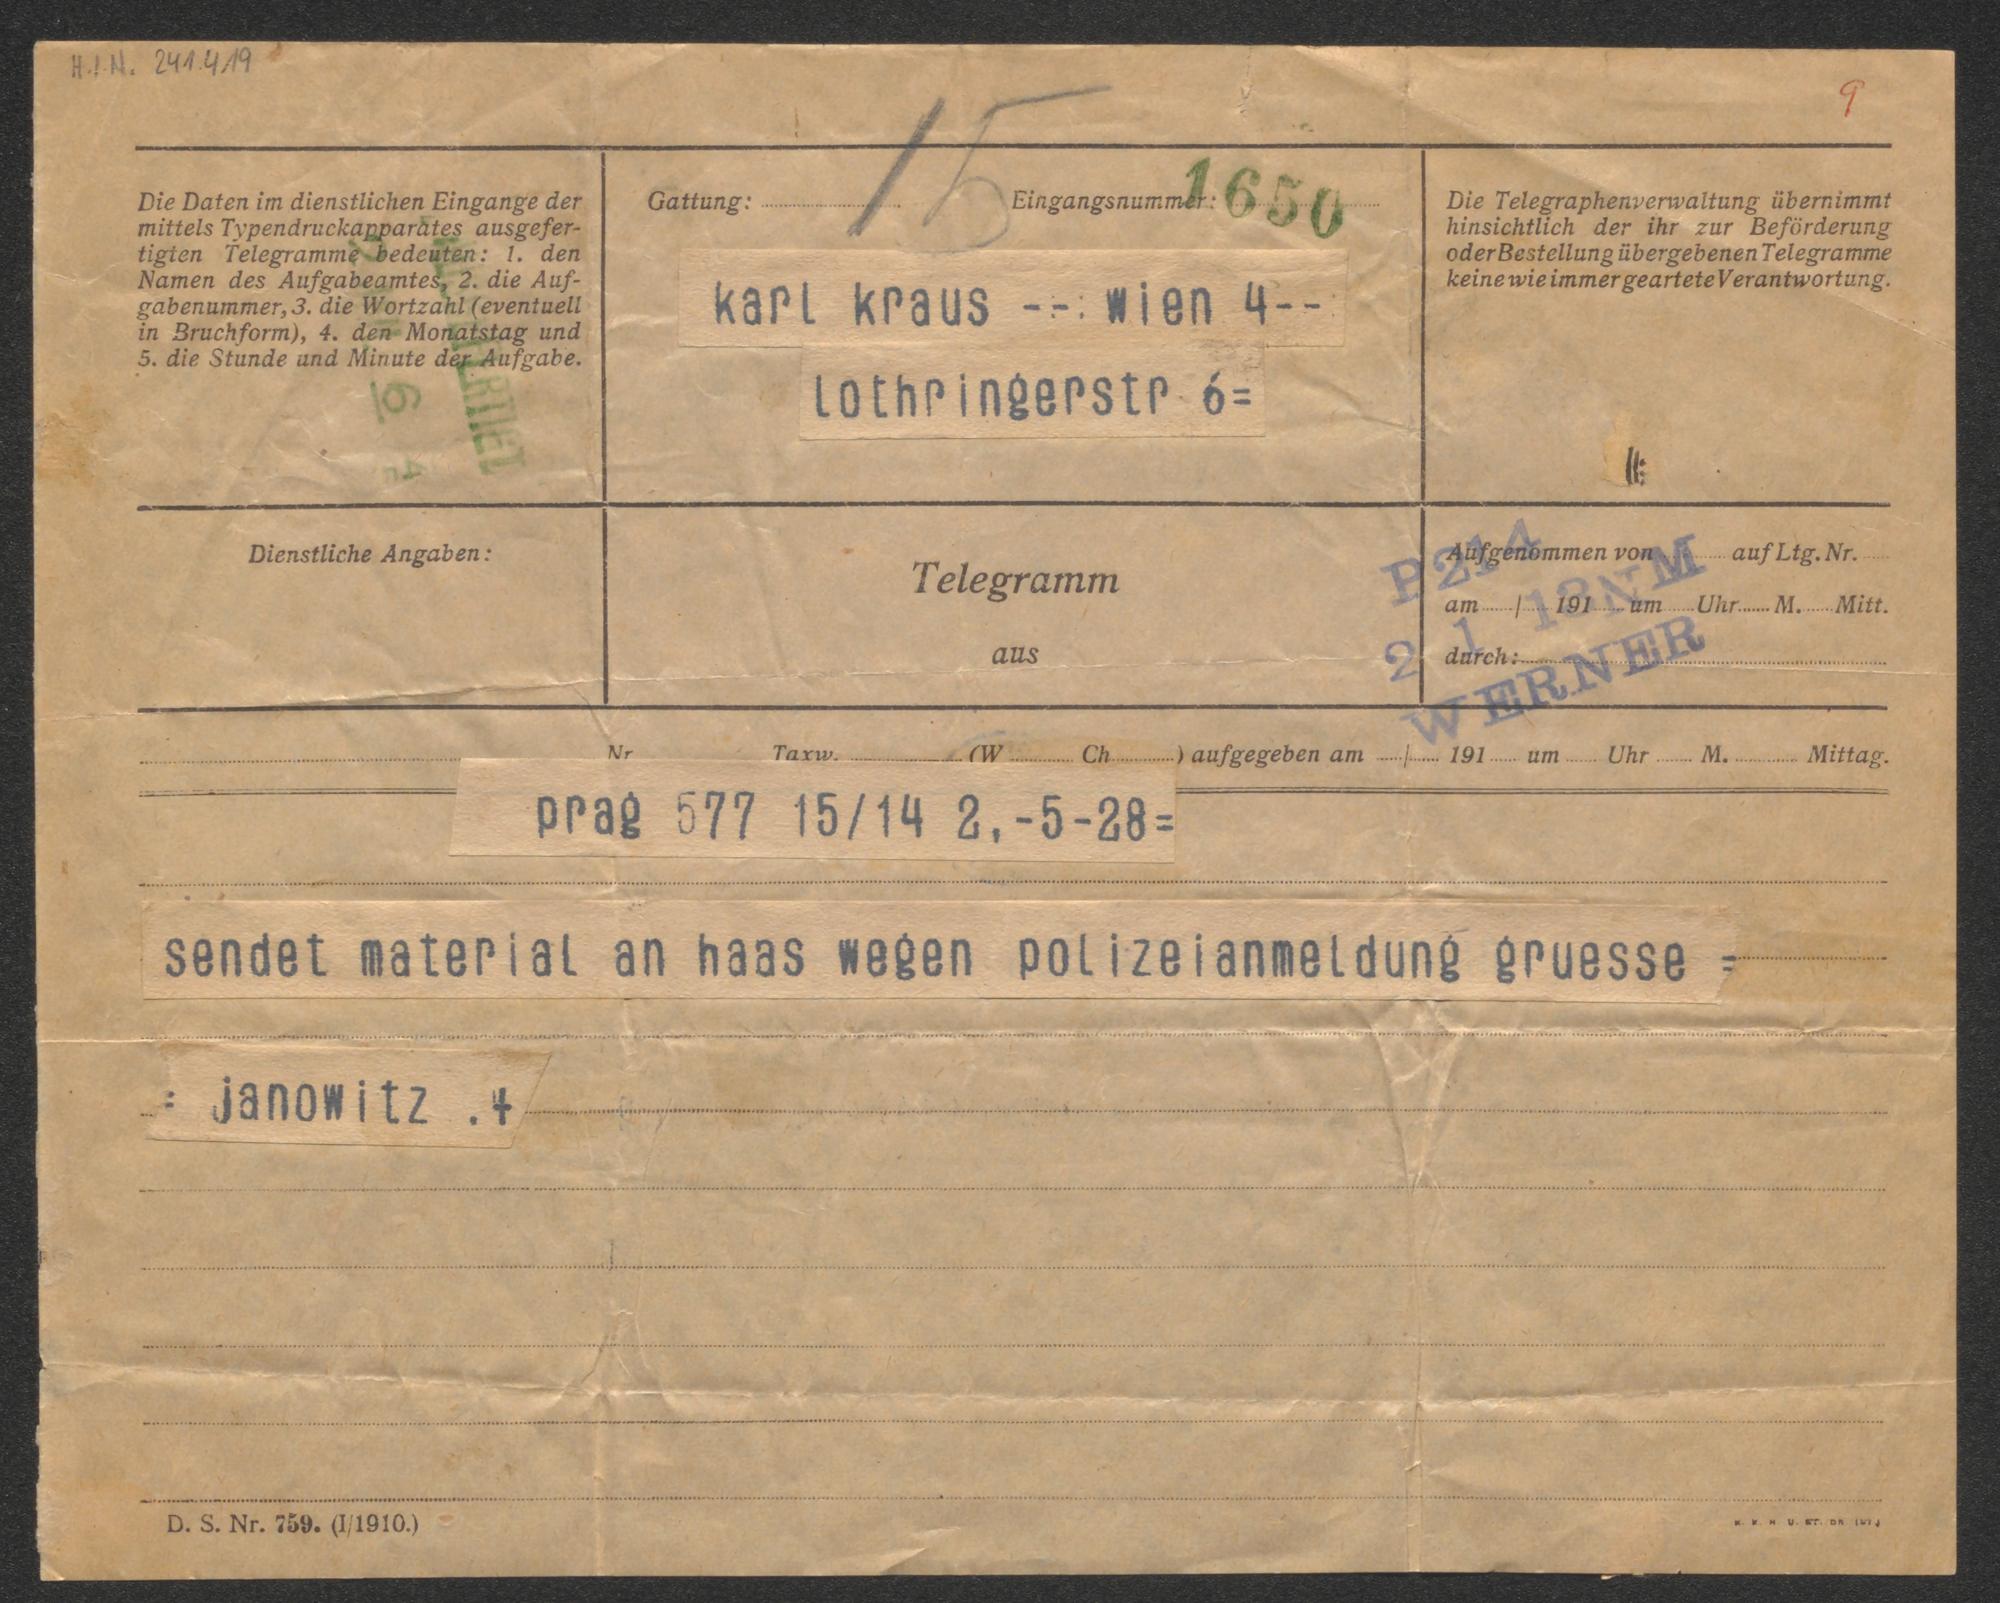 H.I.N. 241.419
9
15
Die Daten im dienstlichen Eingange der
mittels Typendruckapparates ausgefer-
tigten Telegramme bedeuten: 1. den
Namen des Aufgabeamtes, 2. die Auf-
gabenummer, 3. die Wortzahl (eventuell
in Bruchform), 4. den Monatstag und
5. die Stunde und Minute der Aufgabe.
Gattung:
Eingangsnummer:
1650
karl kraus --: wien 4--
lothringerstr 6=
Die Telegraphenverwaltung übernimmt
hinsichtlich der ihr zur Beförderung
oder Bestellung übergebenen Telegramme
keine wie immer geartete Verantwortung.
Dienstliche Angaben:
Telegramm
aus
Aufgenommen von auf Ltg. Nr.
am / 191 um Uhr M. Mitt.
durch:
P214
2 1 13NM
WERNER
Nr Taxw. (W Ch ) aufgegeben am / 191 um Uhr M. Mittag.
prag 577 15/14 2.-5-28=
sendet material an haas wegen polizeianmeldung gruesse =
= janowitz .+
D. S. Nr. 759. (I/1910.)